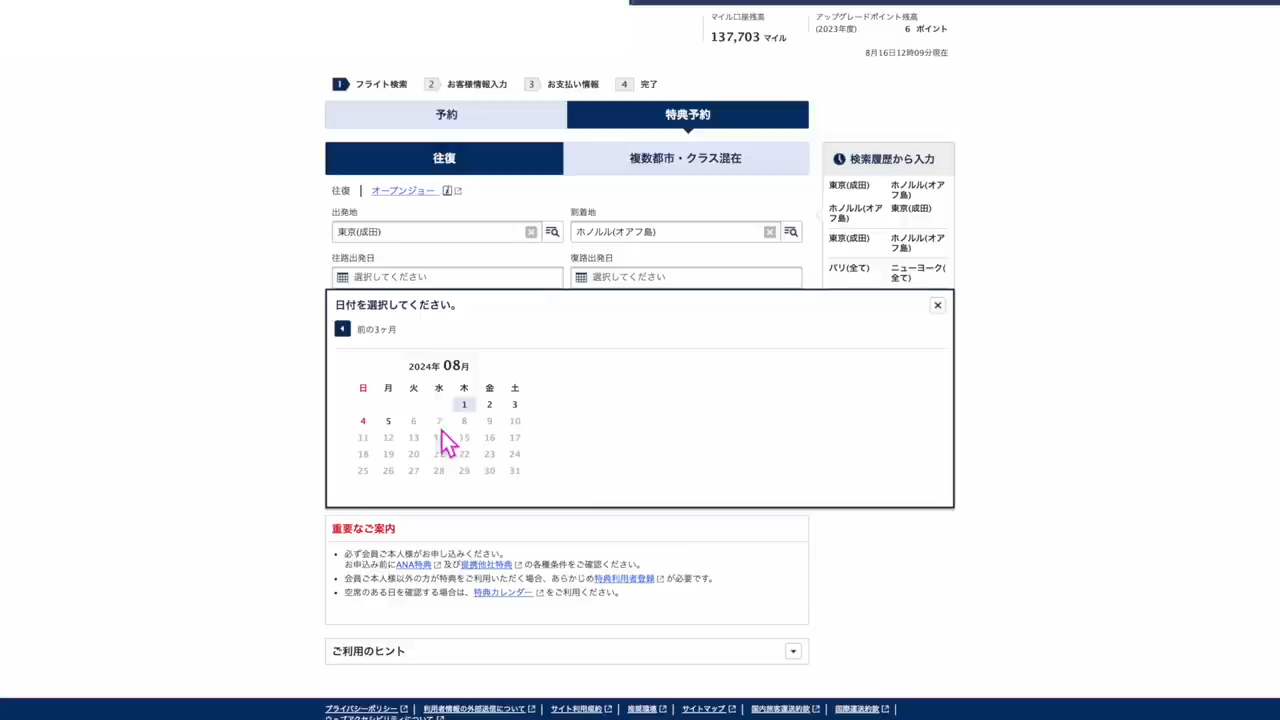 マイル口座残高
137,703 マイル
アップグレードポイント残高
(2023年度) 6 ポイント
8月16日12時09分現在
1 フライト検索 2 お客様情報入力 3 お支払い情報 4 完了
予約 特典予約
往復 複数都市・クラス混在
往復 | オープンジョー
出発地 到着地
東京(成田) ホノルル(オアフ島)
往路出発日 復路出発日
選択してください 選択してください
検索履歴から入力
東京(成田) ホノルル(オア
フ島)
ホノルル(オア 東京(成田)
フ島)
東京(成田) ホノルル(オア
フ島)
パリ(全て) ニューヨーク(
全て)
日付を選択してください。
前の3ヶ月
2024年 08月
日 月 火 水 木 金 土
1 2 3
4 5 6 7 8 9 10
11 12 13 15 16 17
18 19 20 22 23 24
25 26 27 28 29 30 31
重要なご案内
• 必ず会員ご本人様がお申し込みください。
お申込み前にANA特典 及び提携他社特典 の各種条件をご確認ください。
• 会員ご本人様以外の方が特典をご利用いただく場合、あらかじめ特典利用者登録 が必要です。
• 空席のある日を確認する場合は、特典カレンダー をご利用ください。
ご利用のヒント
プライバシーポリシー | 利用者情報の外部送信について | サイト利用規約 | 推奨環境 | サイトマップ | 国内旅客運送約款 | 国際運送約款 |
ウェブアクセシビリティについて